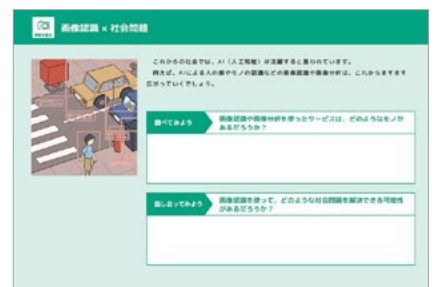 画像認識 × 社会問題
これからの社会では、AI(人工知能)が活躍すると言われています。
例えば、AIによる人の顔やモノの認識などの画像認識や画像分析は、これからますます
広がっていくでしょう。
調べてみよう
画像認識や画像分析を使ったサービスは、どのようなモノが
あるだろうか?
話し合ってみよう
画像認識を使って、どのような社会問題を解決できる可能性
があるだろうか?